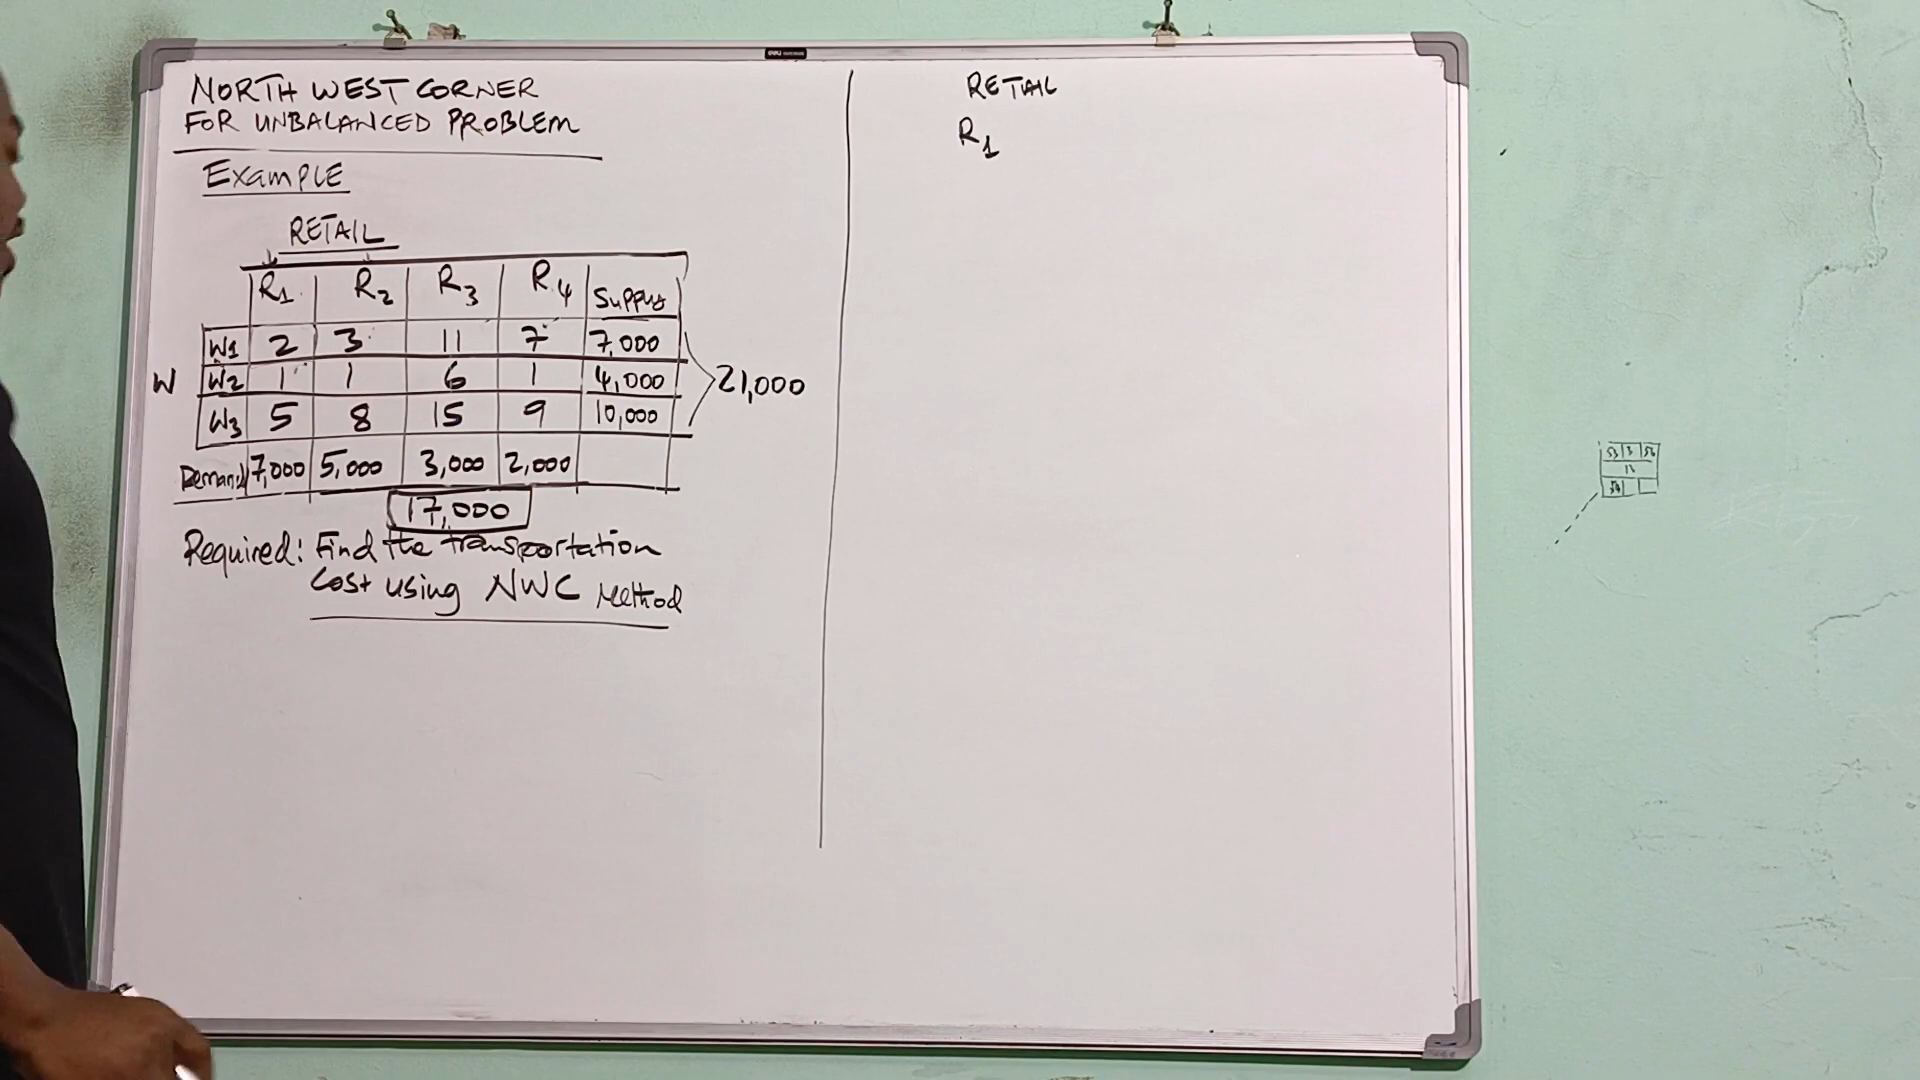 NORTH WEST CORNER
FOR UNBALANCED PROBLEM
Example
RETAIL
R1 R2 R3 R4 Supply
W1 2 3 11 7 7,000
W W2 1 1 6 1 4,000
W3 5 8 15 9 10,000
21,000
Demand 7,000 5,000 3,000 2,000
17,000
Required: Find the transportation
cost using NWC Method
RETAIL
R1
deli